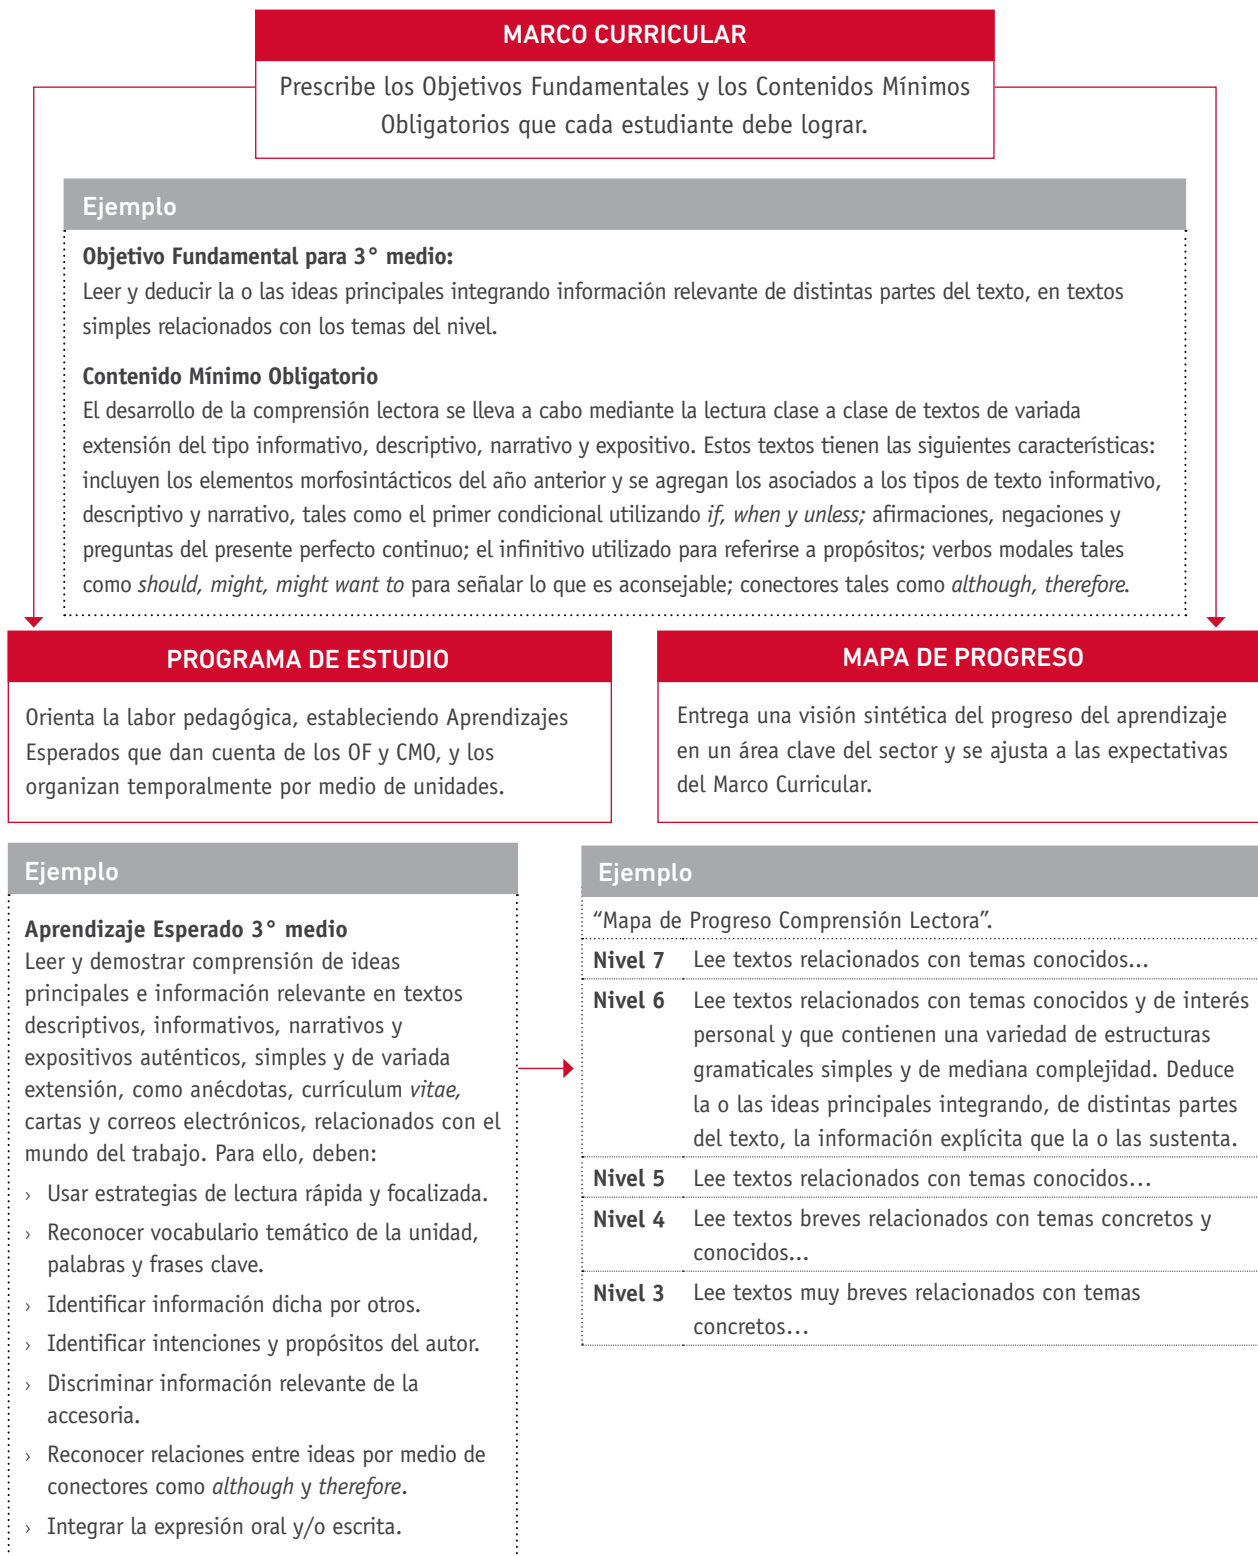 MARCO CURRICULAR
Prescribe los Objetivos Fundamentales y los Contenidos Mínimos
Obligatorios que cada estudiante debe lograr.
Ejemplo
Objetivo Fundamental para 3° medio:
Leer y deducir la o las ideas principales integrando información relevante de distintas partes del texto, en textos
simples relacionados con los temas del nivel.
Contenido Mínimo Obligatorio
El desarrollo de la comprensión lectora se lleva a cabo mediante la lectura clase a clase de textos de variada
extensión del tipo informativo, descriptivo, narrativo y expositivo. Estos textos tienen las siguientes características:
incluyen los elementos morfosintácticos del año anterior y se agregan los asociados a los tipos de texto informativo,
descriptivo y narrativo, tales como el primer condicional utilizando if, when y unless; afirmaciones, negaciones y
preguntas del presente perfecto continuo; el infinitivo utilizado para referirse a propósitos; verbos modales tales
como should, might, might want to para señalar lo que es aconsejable; conectores tales como although, therefore.
PROGRAMA DE ESTUDIO
Orienta la labor pedagógica, estableciendo Aprendizajes
Esperados que dan cuenta de los OF y CMO, y los
organizan temporalmente por medio de unidades.
MAPA DE PROGRESO
Entrega una visión sintética del progreso del aprendizaje
en un área clave del sector y se ajusta a las expectativas
del Marco Curricular.
Ejemplo
Aprendizaje Esperado 3° medio
Leer y demostrar comprensión de ideas
principales e información relevante en textos
descriptivos, informativos, narrativos y
expositivos auténticos, simples y de variada
extensión, como anécdotas, currículum vitae,
cartas y correos electrónicos, relacionados con el
mundo del trabajo. Para ello, deben:
› Usar estrategias de lectura rápida y focalizada.
› Reconocer vocabulario temático de la unidad,
palabras y frases clave.
› Identificar información dicha por otros.
› Identificar intenciones y propósitos del autor.
› Discriminar información relevante de la
accesoria.
› Reconocer relaciones entre ideas por medio de
conectores como although y therefore.
› Integrar la expresión oral y/o escrita.
Ejemplo
“Mapa de Progreso Comprensión Lectora”.
Nivel 7 Lee textos relacionados con temas conocidos...
Nivel 6 Lee textos relacionados con temas conocidos y de interés
personal y que contienen una variedad de estructuras
gramaticales simples y de mediana complejidad. Deduce
la o las ideas principales integrando, de distintas partes
del texto, la información explícita que la o las sustenta.
Nivel 5 Lee textos relacionados con temas conocidos...
Nivel 4 Lee textos breves relacionados con temas concretos y
conocidos...
Nivel 3 Lee textos muy breves relacionados con temas
concretos...